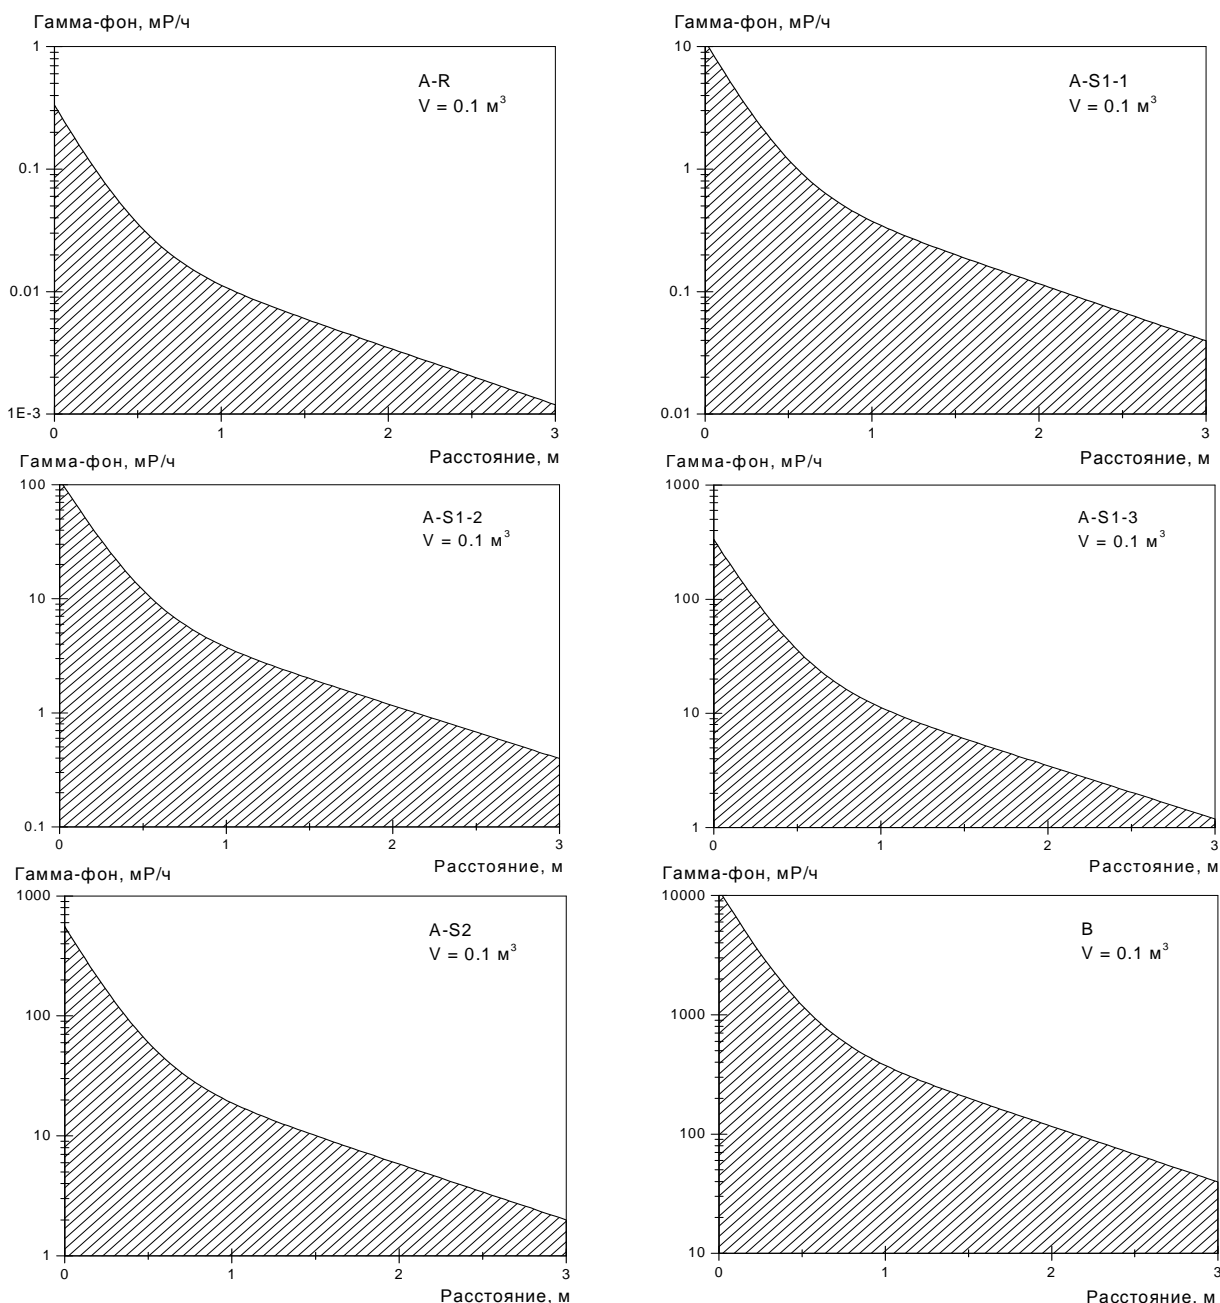 Гамма-фон, мР/ч
1
0.1
0.01
1E-3
0 1 2 3
Расстояние, м
A-R
V = 0.1 м³
Гамма-фон, мР/ч
10
1
0.1
0.01
0 1 2 3
Расстояние, м
A-S1-1
V = 0.1 м³
Гамма-фон, мР/ч
100
10
1
0.1
0 1 2 3
Расстояние, м
A-S1-2
V = 0.1 м³
Гамма-фон, мР/ч
1000
100
10
1
0 1 2 3
Расстояние, м
A-S1-3
V = 0.1 м³
Гамма-фон, мР/ч
1000
100
10
1
0 1 2 3
Расстояние, м
A-S2
V = 0.1 м³
Гамма-фон, мР/ч
10000
1000
100
10
0 1 2 3
Расстояние, м
B
V = 0.1 м³